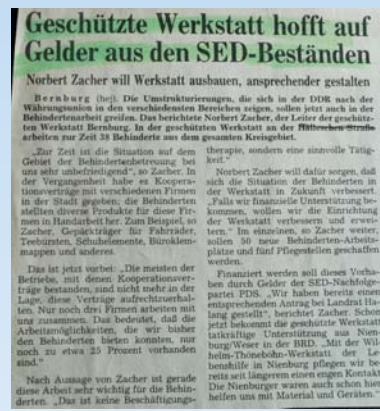 Geschützte Werkstatt hofft auf
Gelder aus den SED-Beständen
Norbert Zacher will Werkstatt ausbauen, ansprechender gestalten
Bernburg (hej). Die Umstrukturierungen, die sich in der DDR nach der
Währungsunion in den verschiedensten Bereichen zeigen, sollen jetzt auch in der
Behindertenarbeit greifen. Das berichtete Norbert Zacher, der Leiter der geschütz-
ten Werkstatt Bernburg. In der geschützten Werkstatt an der Halleschen Straße
arbeiten zur Zeit 38 Behinderte aus dem gesamten Kreisgebiet.
„Zur Zeit ist die Situation auf dem
Gebiet der Behindertenbetreuung bei
uns sehr unbefriedigend", so Zacher. In
der Vergangenheit habe es Koopera-
tionsverträge mit verschiedenen Firmen
in der Stadt gegeben; die Behinderten
stellten diverse Produkte für diese Fir-
men in Handarbeit her. Zum Beispiel, so
Zacher, Gepäckträger für Fahrräder,
Teebürsten, Schuhelemente, Büroklem-
mappen und anderes.
Das ist jetzt vorbei: „Die meisten der
Betriebe, mit denen Kooperationsver-
träge bestanden, sind nicht mehr in der
Lage, diese Verträge aufrechtzuerhal-
ten. Nur noch drei Firmen arbeiten mit
uns zusammen. Das bedeutet, daß die
Arbeitsmöglichkeiten, die wir bisher
den Behinderten bieten konnten, nur
noch zu etwa 25 Prozent vorhanden
sind."
Nach Aussage von Zacher ist gerade
diese Arbeit sehr wichtig für die Behin-
derten. „Das ist keine Beschäftigungs-
therapie, sondern eine sinnvolle Tätig-
keit."
Norbert Zacher will dafür sorgen, daß
sich die Situation der Behinderten in
der Werkstatt in Zukunft verbessert.
„Falls wir finanzielle Unterstützung be-
kommen, wollen wir die Einrichtung
der Werkstatt verbessern und erwei-
tern." Im einzelnen, so Zacher weiter,
sollen 50 neue Behinderten-Arbeits-
plätze und fünf Pflegestellen geschaffen
werden.
Finanziert werden soll dieses Vorha-
ben durch Gelder der SED-Nachfolge-
partei PDS. „Wir haben bereits einen
entsprechenden Antrag bei Landrat Ha-
lang gestellt", berichtet Zacher. Schon
jetzt bekommt die geschützte Werkstatt
tatkräftige Unterstützung aus Nien-
burg/Weser in der BRD. „Mit der Wil-
helm-Thönebohn-Werkstatt der Le-
benshilfe in Nienburg pflegen wir be-
reits seit längerem einen engen Kontakt.
Die Nienburger waren auch schon hier,
helfen uns mit Material und Geräten."